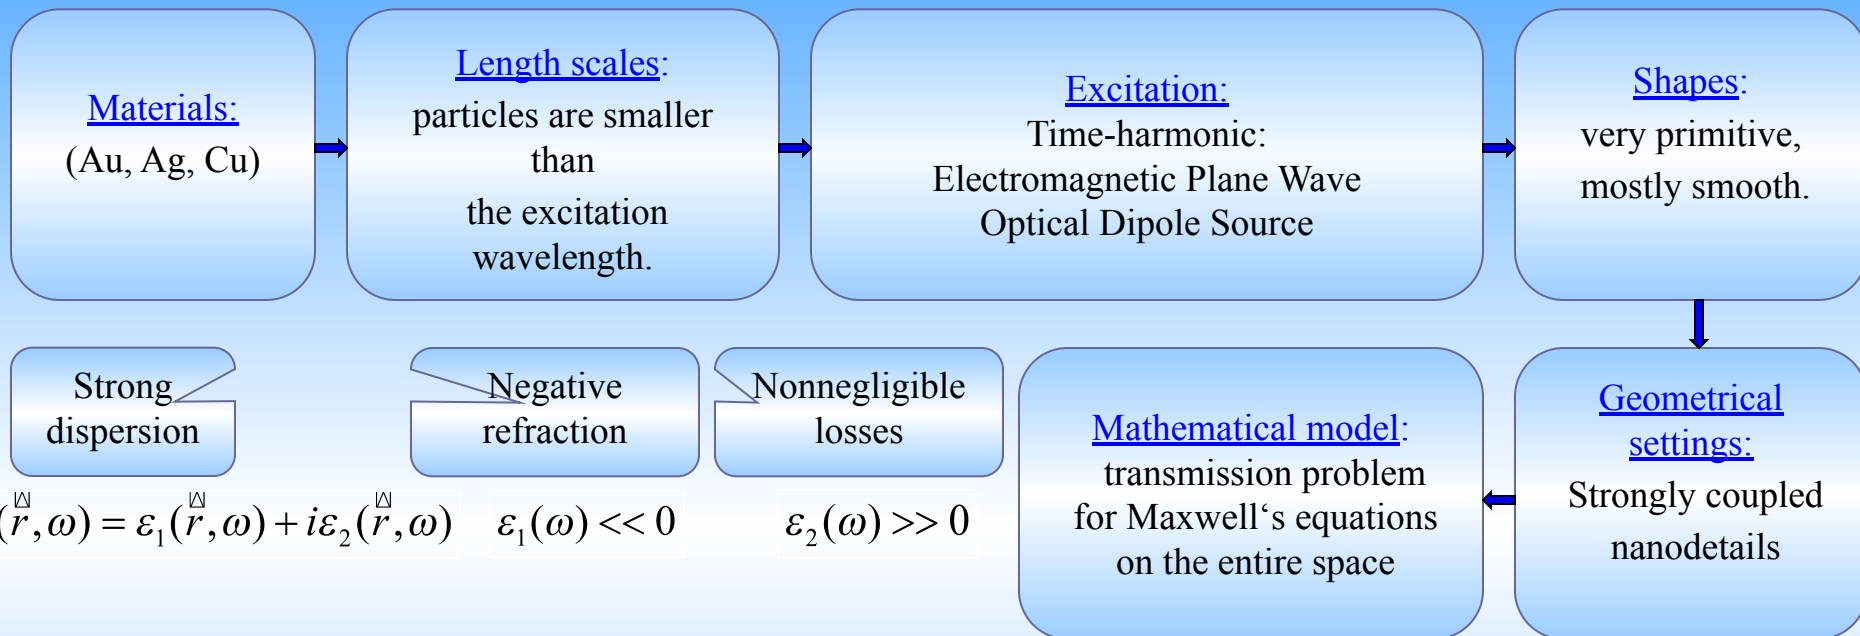 Materials:
(Au, Ag, Cu)
Length scales:
particles are smaller
than
the excitation
wavelength.
Excitation:
Time-harmonic:
Electromagnetic Plane Wave
Optical Dipole Source
Shapes:
very primitive,
mostly smooth.
Geometrical
settings:
Strongly coupled
nanodetails
Mathematical model:
transmission problem
for Maxwell‘s equations
on the entire space
Strong
dispersion
Negative
refraction
Nonnegligible
losses
(r,ω) = ε₁(r,ω) + iε₂(r,ω)
ε₁(ω) << 0
ε₂(ω) >> 0